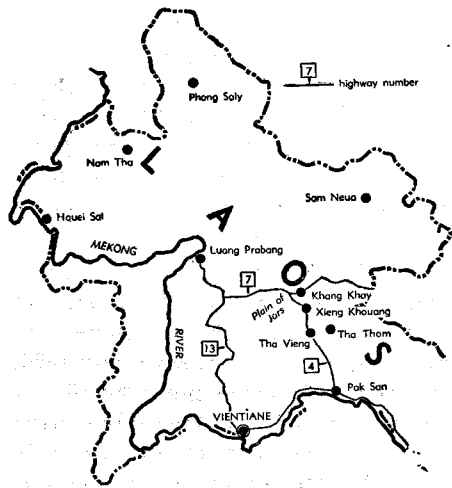 7
highway number
Phong Saly
Nam Tha
L
Sam Neua
Houei Sai
A
MEKONG
Luang Prabang
O
7
Khang Khay
Plain of
Jars
Xieng Khouang
Tha Thom
RIVER
13
Tha Vieng
S
4
Pak San
VIENTIANE